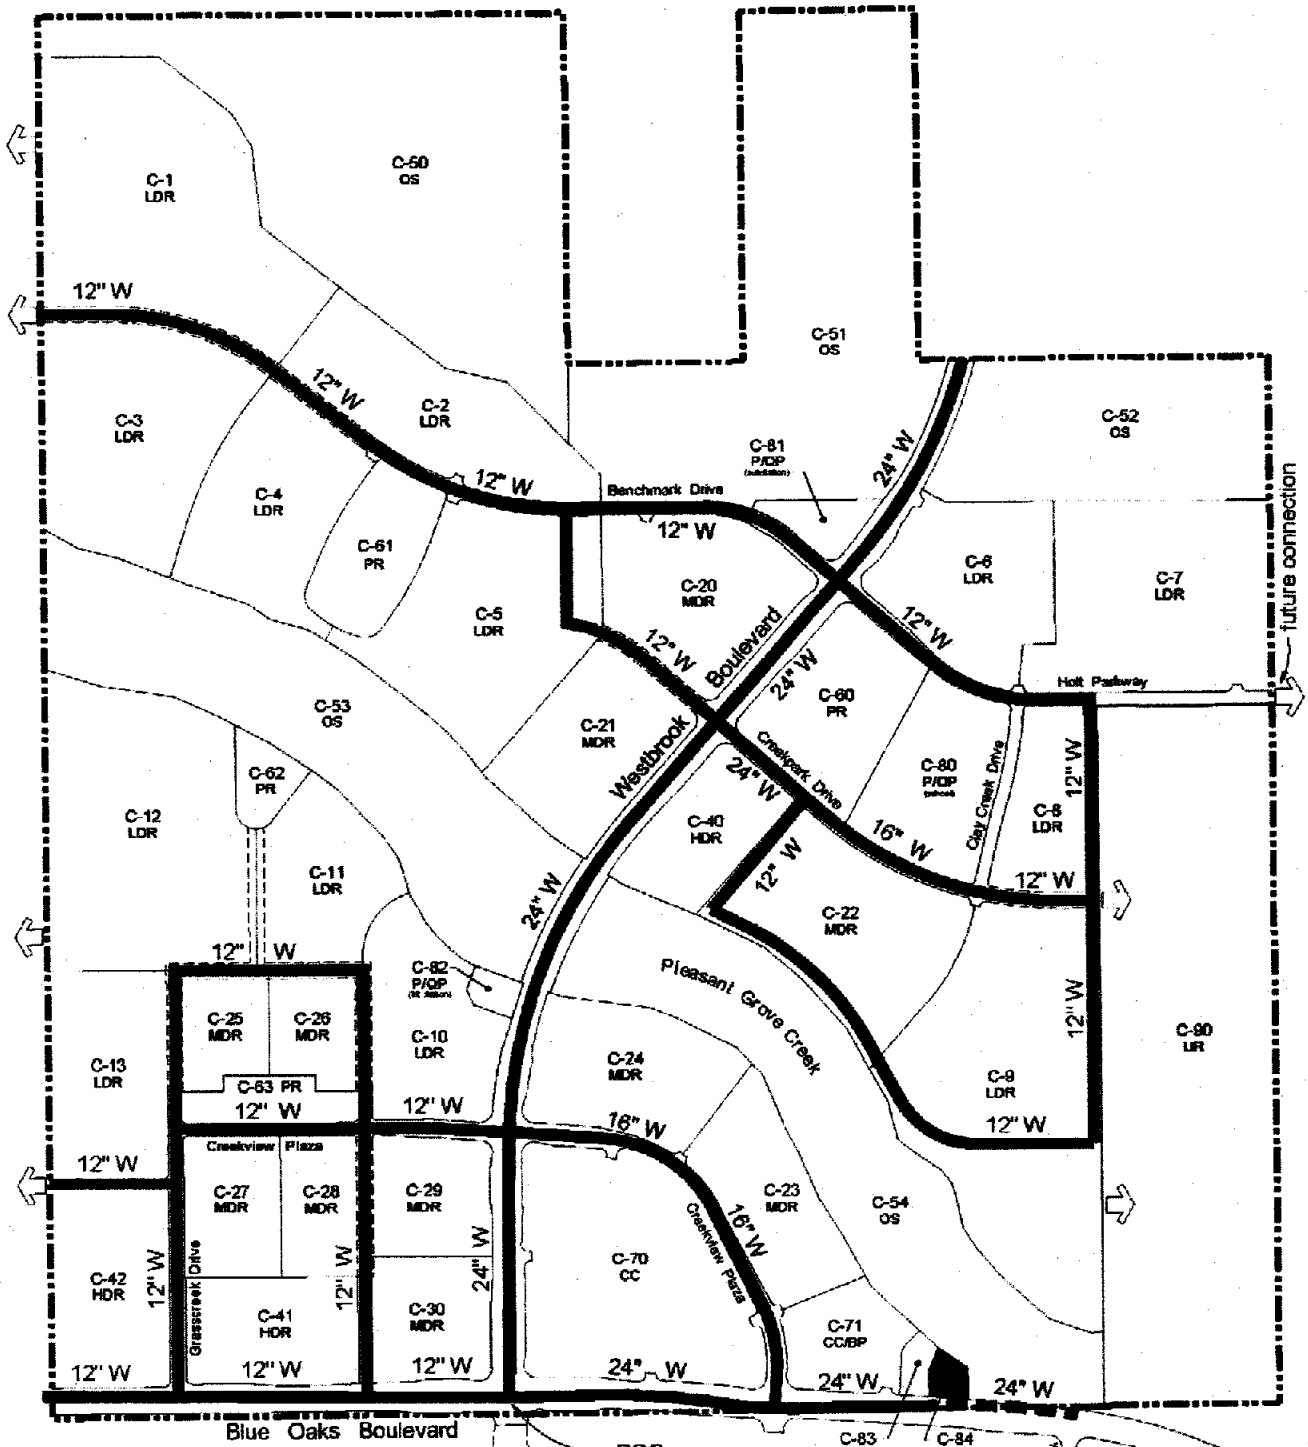 C-50
OS
C-1
LDR
12" W
C-51
OS
C-3
LDR
12" W
C-2
LDR
C-52
OS
C-81
P/QP
(substation)
24" W
C-4
LDR
12" W
Benchmark Drive
12" W
future connection
C-61
PR
C-6
LDR
C-7
LDR
C-20
MDR
C-5
LDR
12" W
Boulevard
12" W
24" W
C-60
PR
Holt Parkway
C-53
OS
C-21
MDR
Westbrook
Creekpark Drive
24" W
C-80
P/QP
(school)
Clay Creek Drive
12" W
C-62
PR
C-12
LDR
C-40
HDR
16" W
C-8
LDR
12" W
C-11
LDR
12" W
24" W
C-22
MDR
12" W
C-82
P/QP
(lift station)
Pleasant Grove Creek
12" W
C-25
MDR
C-26
MDR
C-10
LDR
C-90
UR
C-13
LDR
C-63 PR
C-24
MDR
C-9
LDR
12" W
12" W
16" W
12" W
Creekview Plaza
12" W
C-27
MDR
C-28
MDR
C-29
MDR
C-23
MDR
C-54
OS
16" W
Creekview Plaza
C-42
HDR
12" W
Grasscreek Drive
12" W
24" W
C-70
CC
C-41
HDR
C-30
MDR
C-71
CC/BP
12" W
12" W
12" W
24" W
24" W
24" W
Blue Oaks Boulevard
C-83
C-84